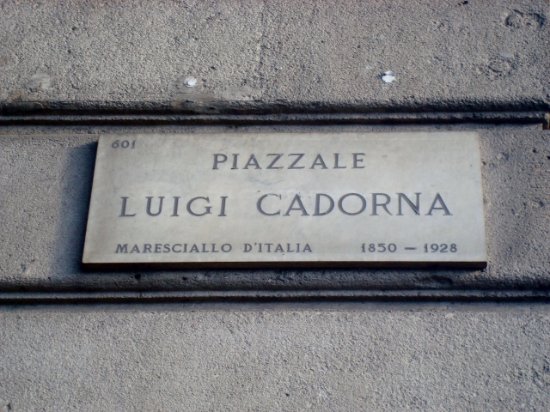 601
PIAZZALE
LUIGI CADORNA
MARESCIALLO D'ITALIA 1850 – 1928